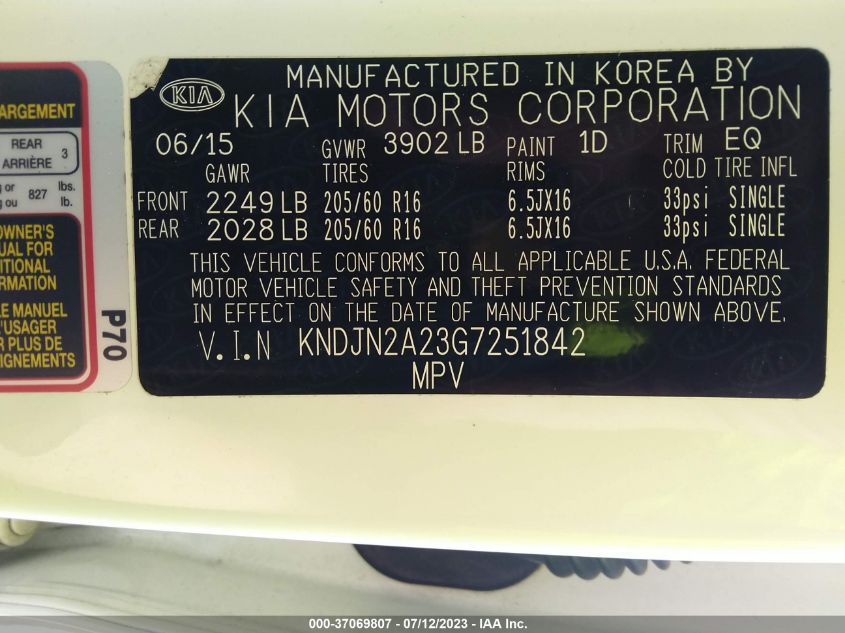 ARGEMENT
REAR
ARRIÈRE 3
or 827 lbs.
ou lb.
OWNER'S
UAL FOR
ITIONAL
RMATION
LE MANUEL
'USAGER
R PLUS DE
IGNEMENTS
P70
KIA
MANUFACTURED IN KOREA BY
KIA MOTORS CORPORATION
06/15 GVWR 3902 LB PAINT 1D TRIM EQ
GAWR TIRES RIMS COLD TIRE INFL
FRONT 2249 LB 205/60 R16 6.5JX16 33psi SINGLE
REAR 2028 LB 205/60 R16 6.5JX16 33psi SINGLE
THIS VEHICLE CONFORMS TO ALL APPLICABLE U.S.A. FEDERAL
MOTOR VEHICLE SAFETY AND THEFT PREVENTION STANDARDS
IN EFFECT ON THE DATE OF MANUFACTURE SHOWN ABOVE.
V.I.N KNDJN2A23G7251842
MPV
000-37069807 - 07/12/2023 - IAA Inc.